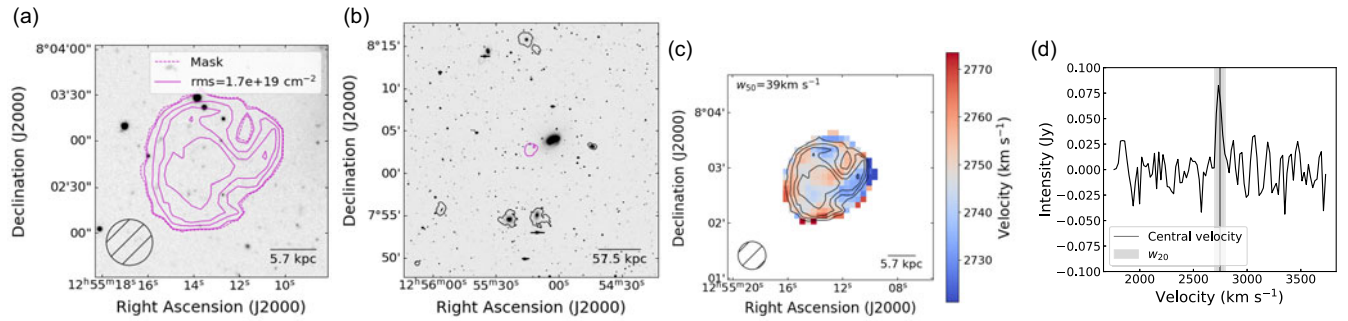 (a)
8°04'00"
03'30"
00"
02'30"
00"
Declination (J2000)
Mask
rms=1.7e+19 cm⁻²
5.7 kpc
12ʰ55ᵐ18ˢ
16ˢ
14ˢ
12ˢ
10ˢ
Right Ascension (J2000)
(b)
8°15'
10'
05'
00'
7°55'
50'
Declination (J2000)
57.5 kpc
12ʰ56ᵐ00ˢ
55ᵐ30ˢ
00ˢ
54ᵐ30ˢ
Right Ascension (J2000)
(c)
w₅₀=39km s⁻¹
8°04'
03'
02'
01'
Declination (J2000)
5.7 kpc
12ʰ55ᵐ20ˢ
16ˢ
12ˢ
08ˢ
Right Ascension (J2000)
2770
2760
2750
2740
2730
Velocity (km s⁻¹)
(d)
0.100
0.075
0.050
0.025
0.000
−0.025
−0.050
−0.075
−0.100
Intensity (Jy)
Central velocity
w₂₀
2000
2500
3000
3500
Velocity (km s⁻¹)